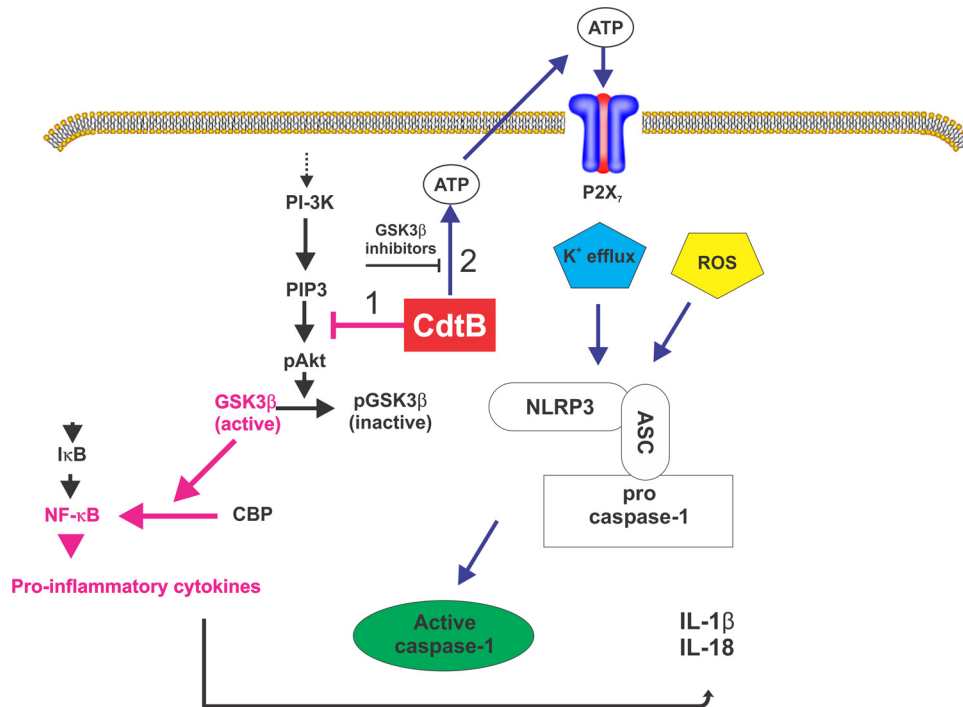 ATP
P2X₇
ATP
PI-3K
GSK3β
inhibitors
2
PIP3
1
CdtB
K⁺ efflux
ROS
pAkt
GSK3β
(active)
pGSK3β
(inactive)
NLRP3
ASC
IκB
NF-κB
CBP
pro
caspase-1
Pro-inflammatory cytokines
Active
caspase-1
IL-1β
IL-18